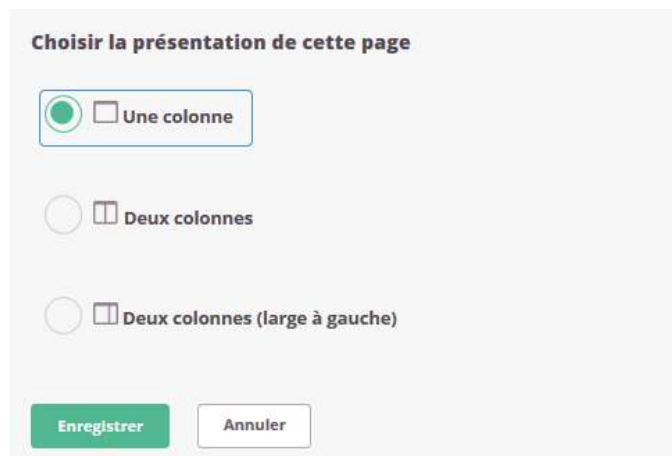 Choisir la présentation de cette page
Une colonne
Deux colonnes
Deux colonnes (large à gauche)
Enregistrer
Annuler